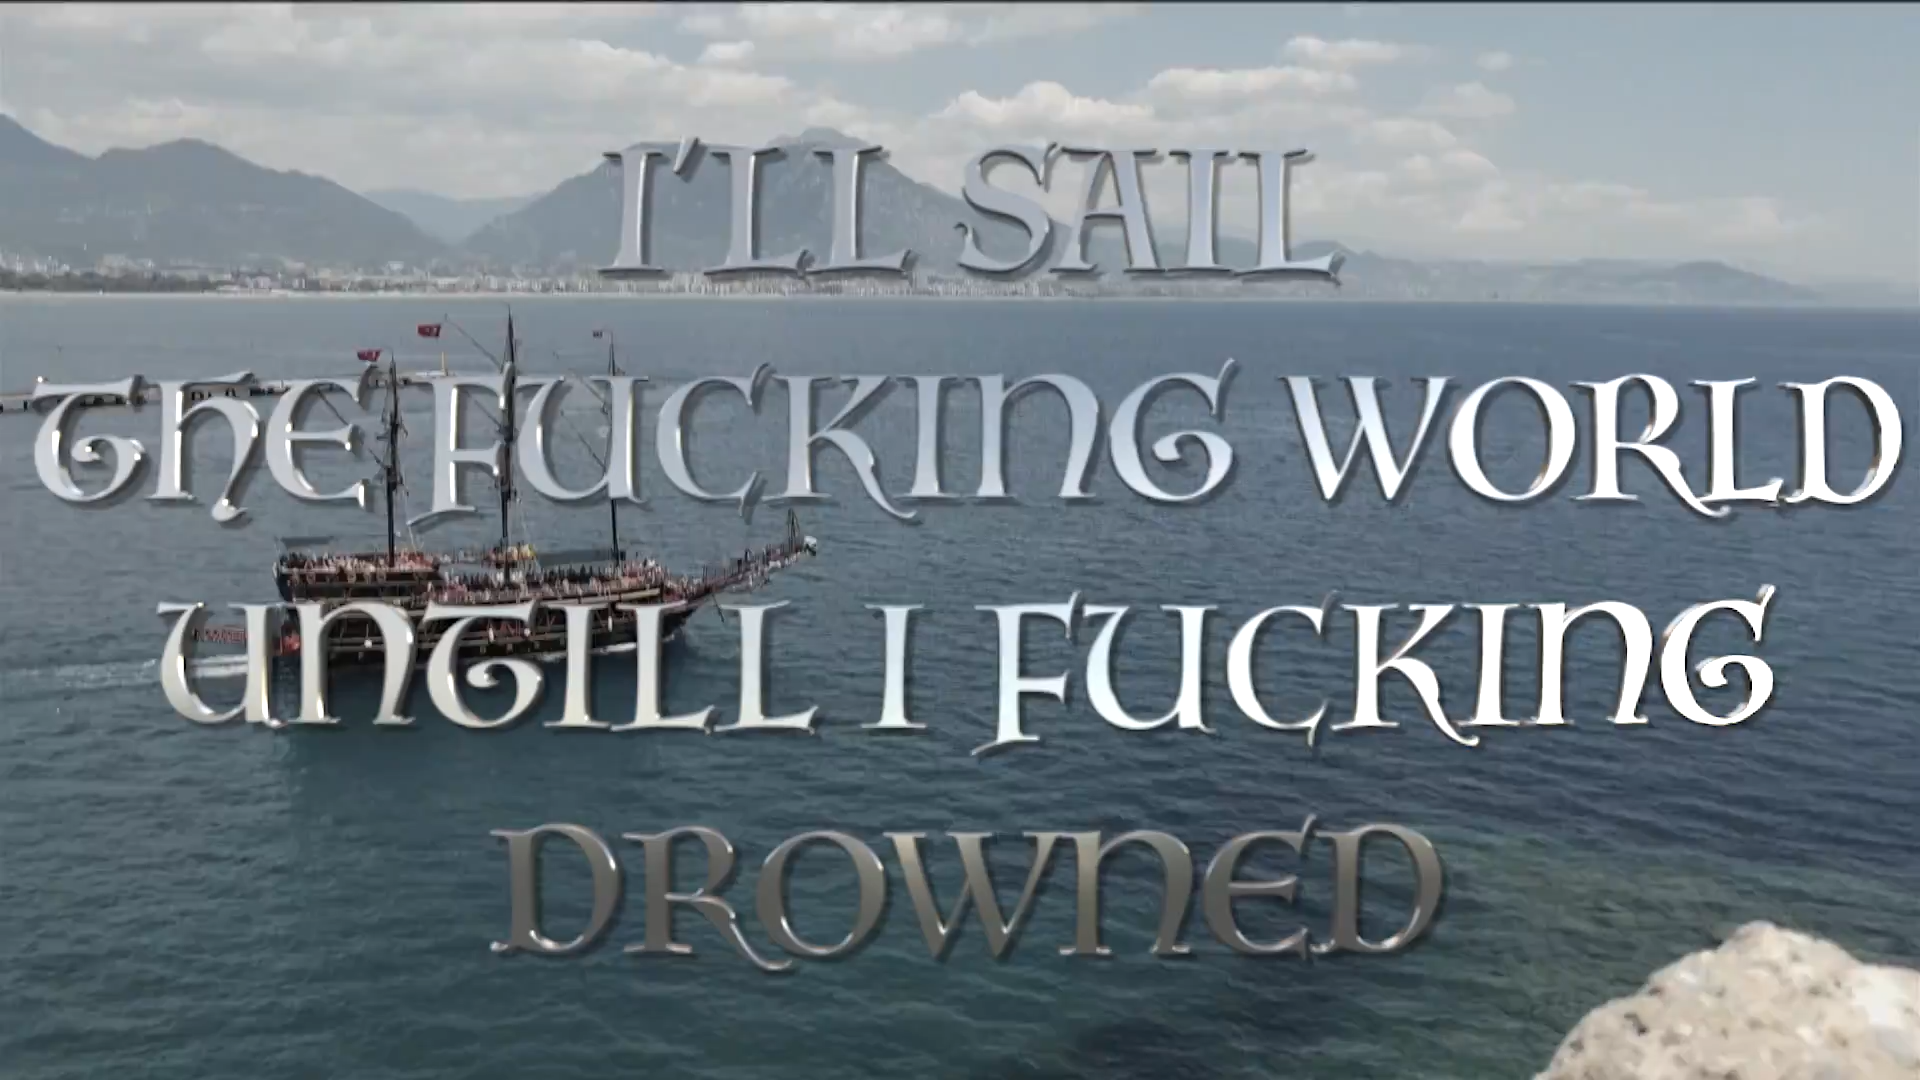 I'LL SAIL
THE FUCKING WORLD
UNTILL I FUCKING
DROWNED